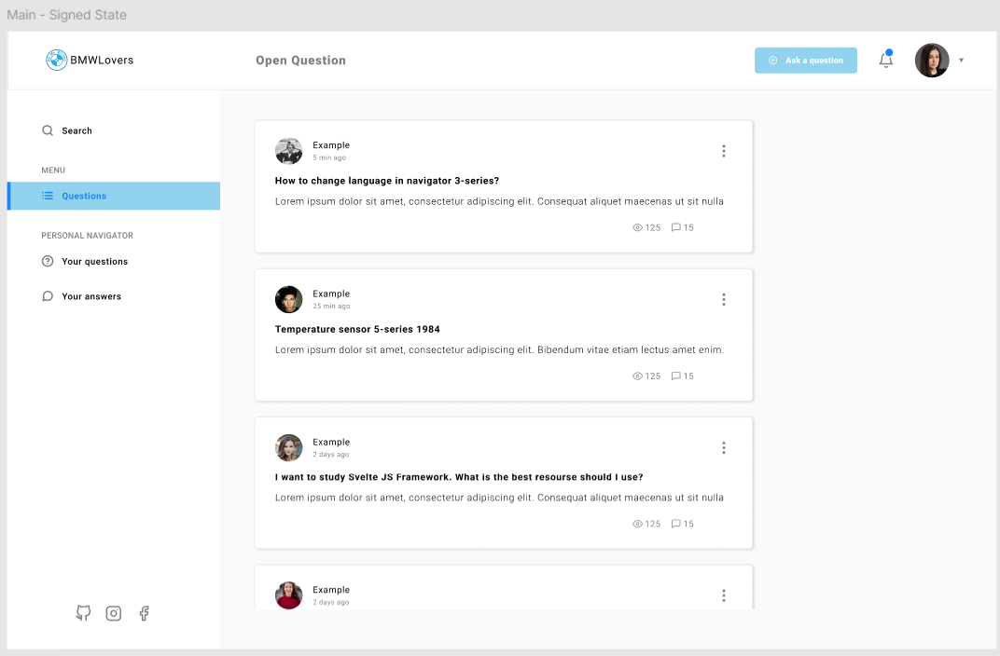 Main - Signed State
BMWLovers
Open Question
Ask a question
Search
MENU
Questions
PERSONAL NAVIGATOR
Your questions
Your answers
Example
5 min ago
How to change language in navigator 3-series?
Lorem ipsum dolor sit amet, consectetur adipiscing elit. Consequat aliquet maecenas ut sit nulla
125 15
Example
25 min ago
Temperature sensor 5-series 1984
Lorem ipsum dolor sit amet, consectetur adipiscing elit. Bibendum vitae etiam lectus amet enim.
125 15
Example
2 days ago
I want to study Svelte JS Framework. What is the best resourse should I use?
Lorem ipsum dolor sit amet, consectetur adipiscing elit. Consequat aliquet maecenas ut sit nulla
125 15
Example
2 days ago